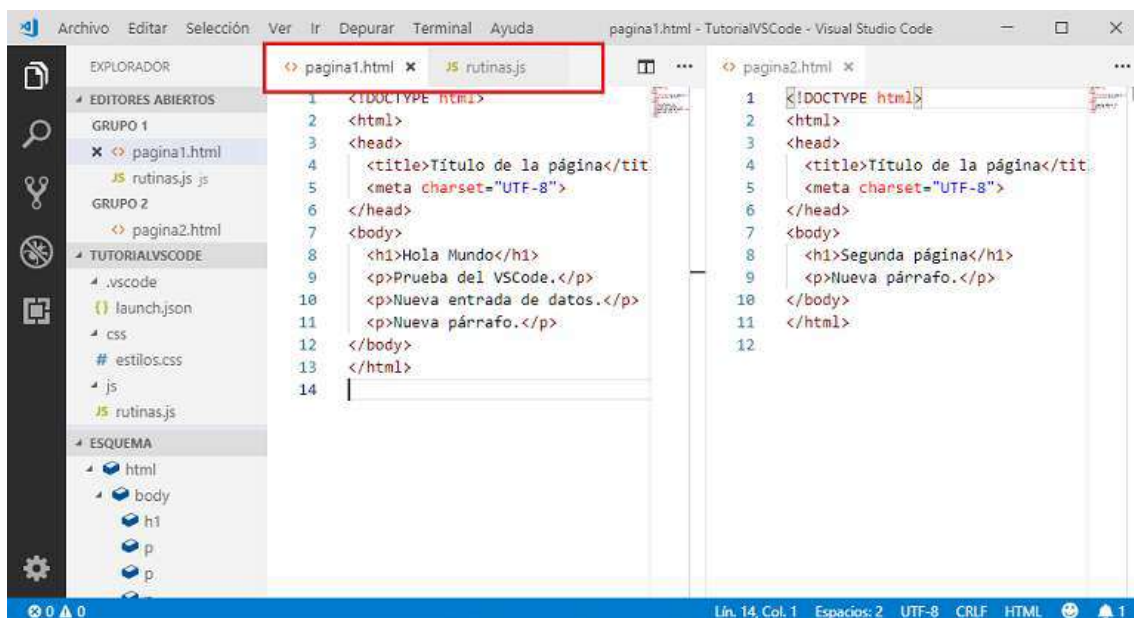 Archivo Editar Selección Ver Ir Depurar Terminal Ayuda pagina1.html - TutorialVSCode - Visual Studio Code
EXPLORADOR
EDITORES ABIERTOS
GRUPO 1
pagina1.html
JS rutinas.js js
GRUPO 2
pagina2.html
TUTORIALVSCODE
.vscode
{} launch.json
css
# estilos.css
js
JS rutinas.js
ESQUEMA
html
body
h1
p
p
pagina1.html JS rutinas.js
1 <!DOCTYPE html>
2 <html>
3 <head>
4 <title>Título de la página</tit
5 <meta charset="UTF-8">
6 </head>
7 <body>
8 <h1>Hola Mundo</h1>
9 <p>Prueba del VSCode.</p>
10 <p>Nueva entrada de datos.</p>
11 <p>Nueva párrafo.</p>
12 </body>
13 </html>
14
pagina2.html
1 <!DOCTYPE html>
2 <html>
3 <head>
4 <title>Título de la página</tit
5 <meta charset="UTF-8">
6 </head>
7 <body>
8 <h1>Segunda página</h1>
9 <p>Nueva párrafo.</p>
10 </body>
11 </html>
12
0 0 Lín. 14, Col. 1 Espacios: 2 UTF-8 CRLF HTML 1